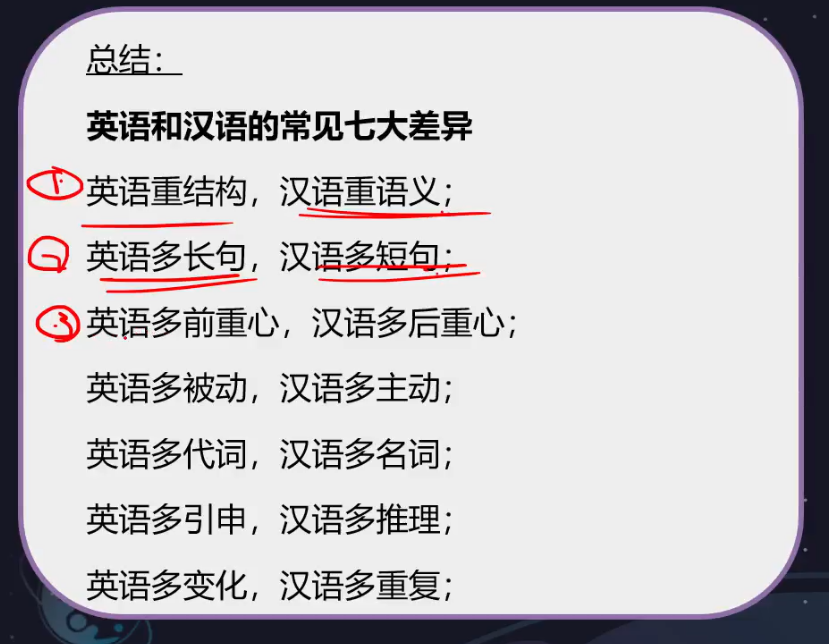 总结：
英语和汉语的常见七大差异
① 英语重结构，汉语重语义；
② 英语多长句，汉语多短句；
③ 英语多前重心，汉语多后重心；
英语多被动，汉语多主动；
英语多代词，汉语多名词；
英语多引申，汉语多推理；
英语多变化，汉语多重复；